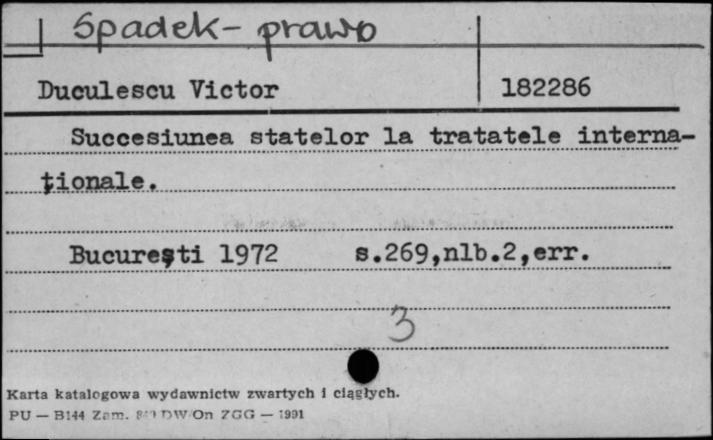 Spadek - prawo
Duculescu Victor 182286
Succesiunea statelor la tratatele interna-
ţionale.
Bucureşti 1972 s.269,nlb.2,err.
3
Karta katalogowa wydawnictw zwartych i ciągłych.
PU — B144 Zam. DW/On ZGG — 1991